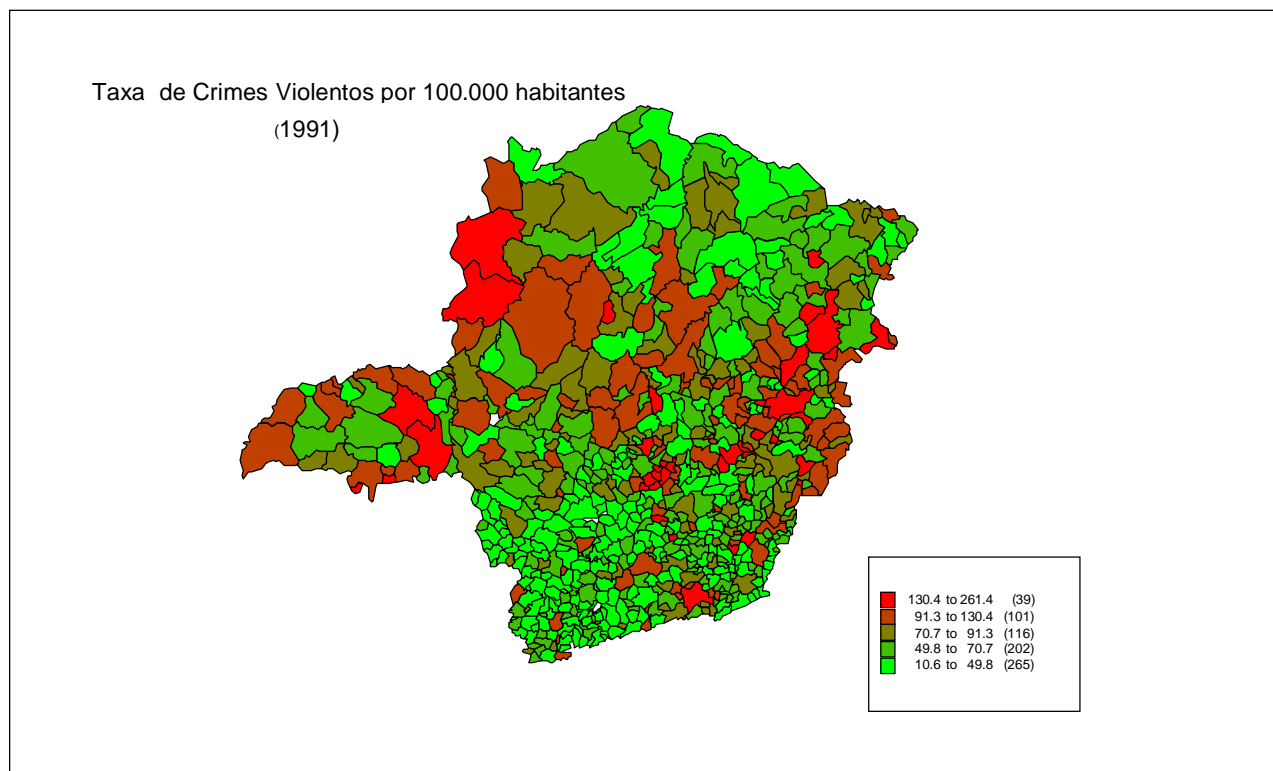 Taxa de Crimes Violentos por 100.000 habitantes
(1991)
130.4 to 261.4 (39)
91.3 to 130.4 (101)
70.7 to 91.3 (116)
49.8 to 70.7 (202)
10.6 to 49.8 (265)